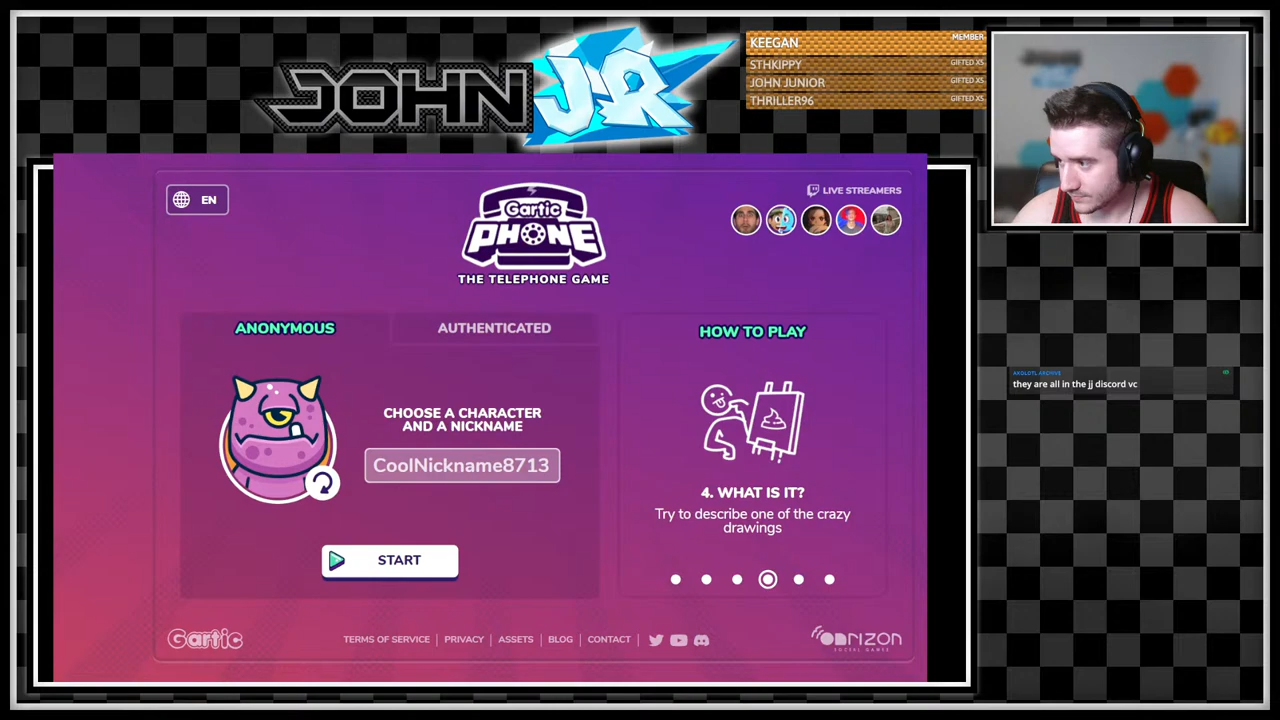 JOHN JR
KEEGAN MEMBER
STHKIPPY GIFTED X5
JOHN JUNIOR GIFTED X5
THRILLER96 GIFTED X5
EN
Gartic
PHONE
THE TELEPHONE GAME
LIVE STREAMERS
ANONYMOUS
AUTHENTICATED
CHOOSE A CHARACTER
AND A NICKNAME
CoolNickname8713
START
HOW TO PLAY
4. WHAT IS IT?
Try to describe one of the crazy
drawings
they are all in the jj discord vc
Gartic
TERMS OF SERVICE | PRIVACY | ASSETS | BLOG | CONTACT |
ONRIZON
SOCIAL GAMES